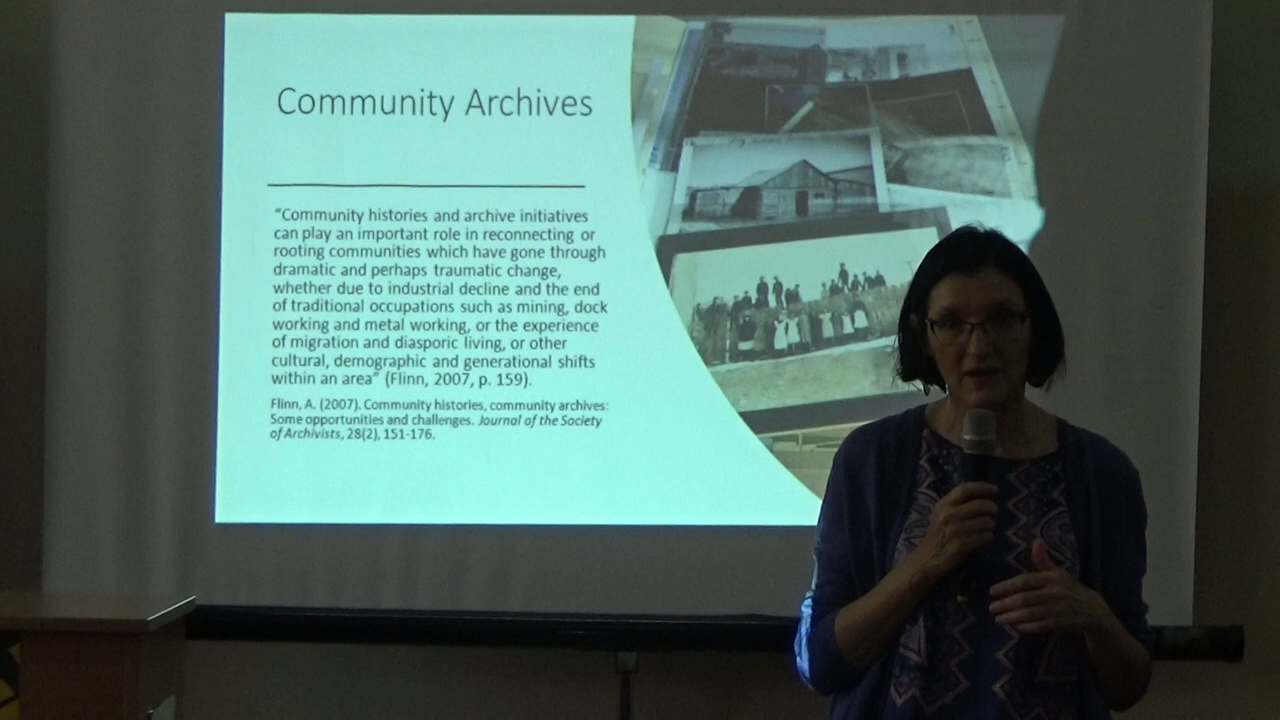 Community Archives
“Community histories and archive initiatives
can play an important role in reconnecting or
rooting communities which have gone through
dramatic and perhaps traumatic change,
whether due to industrial decline and the end
of traditional occupations such as mining, dock
working and metal working, or the experience
of migration and diasporic living, or other
cultural, demographic and generational shifts
within an area” (Flinn, 2007, p. 159).
Flinn, A. (2007). Community histories, community archives:
Some opportunities and challenges. Journal of the Society
of Archivists, 28(2), 151-176.